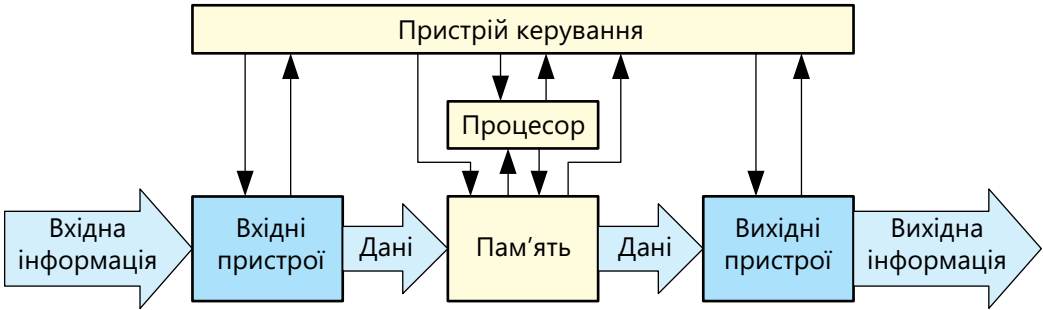 Пристрій керування
Процесор
Вхідна
інформація
Вхідні
пристрої
Дані
Пам’ять
Дані
Вихідні
пристрої
Вихідна
інформація